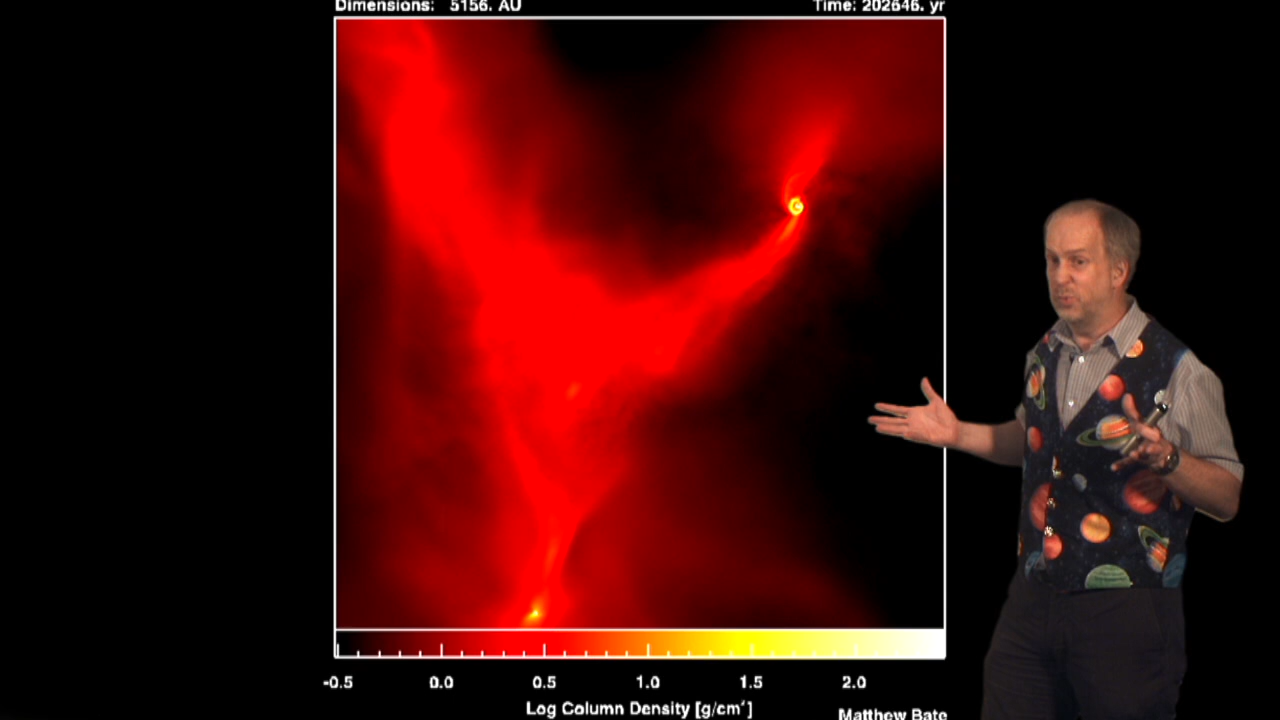 Dimensions: 5156. AU
Time: 202646. yr
-0.5 0.0 0.5 1.0 1.5 2.0
Log Column Density [g/cm²]
Matthew Bate